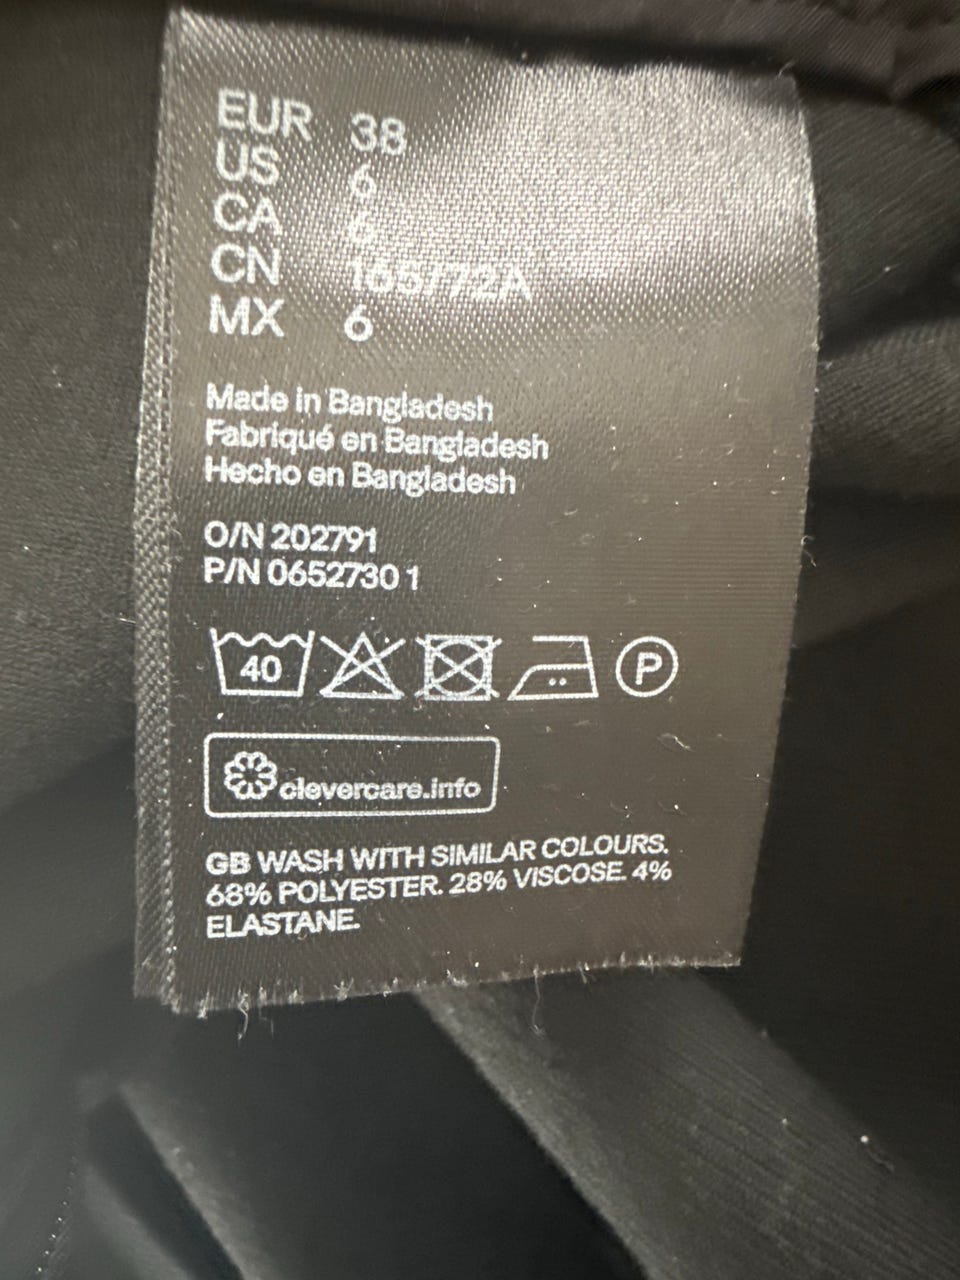 EUR 38
US 6
CA 6
CN 165/72A
MX 6
Made in Bangladesh
Fabriqué en Bangladesh
Hecho en Bangladesh
O/N 202791
P/N 0652730 1
40
P
clevercare.info
GB WASH WITH SIMILAR COLOURS.
68% POLYESTER. 28% VISCOSE. 4%
ELASTANE.